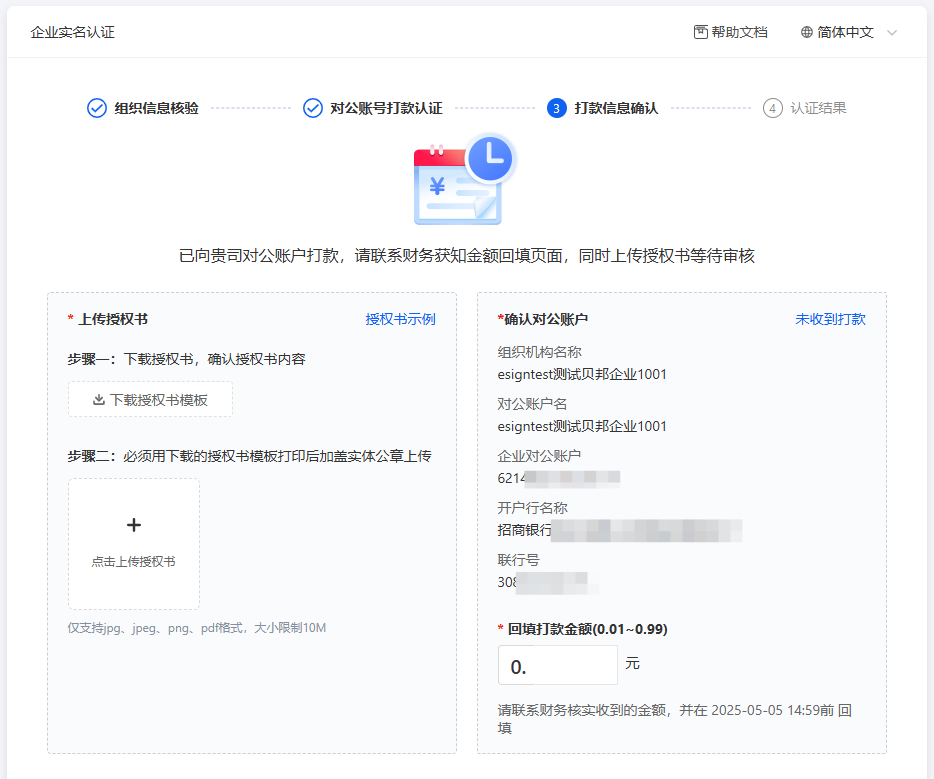 企业实名认证
帮助文档
简体中文
组织信息核验
对公账号打款认证
3 打款信息确认
4 认证结果
¥
已向贵司对公账户打款，请联系财务获知金额回填页面，同时上传授权书等待审核
* 上传授权书
授权书示例
步骤一：下载授权书，确认授权书内容
下载授权书模板
步骤二：必须用下载的授权书模板打印后加盖实体公章上传
+
点击上传授权书
仅支持jpg、jpeg、png、pdf格式，大小限制10M
*确认对公账户
未收到打款
组织机构名称
esigntest测试贝邦企业1001
对公账户名
esigntest测试贝邦企业1001
企业对公账户
6214
开户行名称
招商银行
联行号
308
* 回填打款金额(0.01~0.99)
0.
元
请联系财务核实收到的金额，并在 2025-05-05 14:59前 回
填